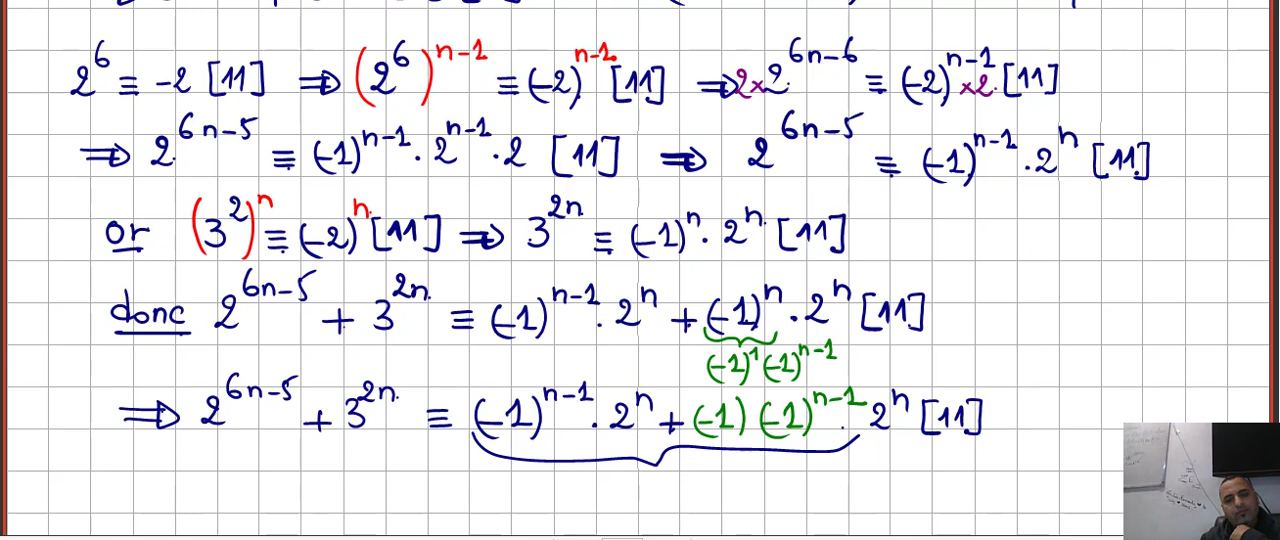 2^6 ≡ -2 [11] ⟹ (2^6)^{n-1} ≡ (-2)^{n-1} [11] ⟹ 2×2^{6n-6} ≡ (-2)^{n-1} ×2 [11]
⟹ 2^{6n-5} ≡ (-1)^{n-1} · 2^{n-1} · 2 [11] ⟹ 2^{6n-5} ≡ (-1)^{n-1} · 2^n [11]
or (3^2)^n ≡ (-2)^n [11] ⟹ 3^{2n} ≡ (-1)^n · 2^n [11]
donc 2^{6n-5} + 3^{2n} ≡ (-1)^{n-1} · 2^n + (-1)^n · 2^n [11]
(-1)^1 (-1)^{n-1}
⟹ 2^{6n-5} + 3^{2n} ≡ (-1)^{n-1} · 2^n + (-1) (-1)^{n-1} · 2^n [11]